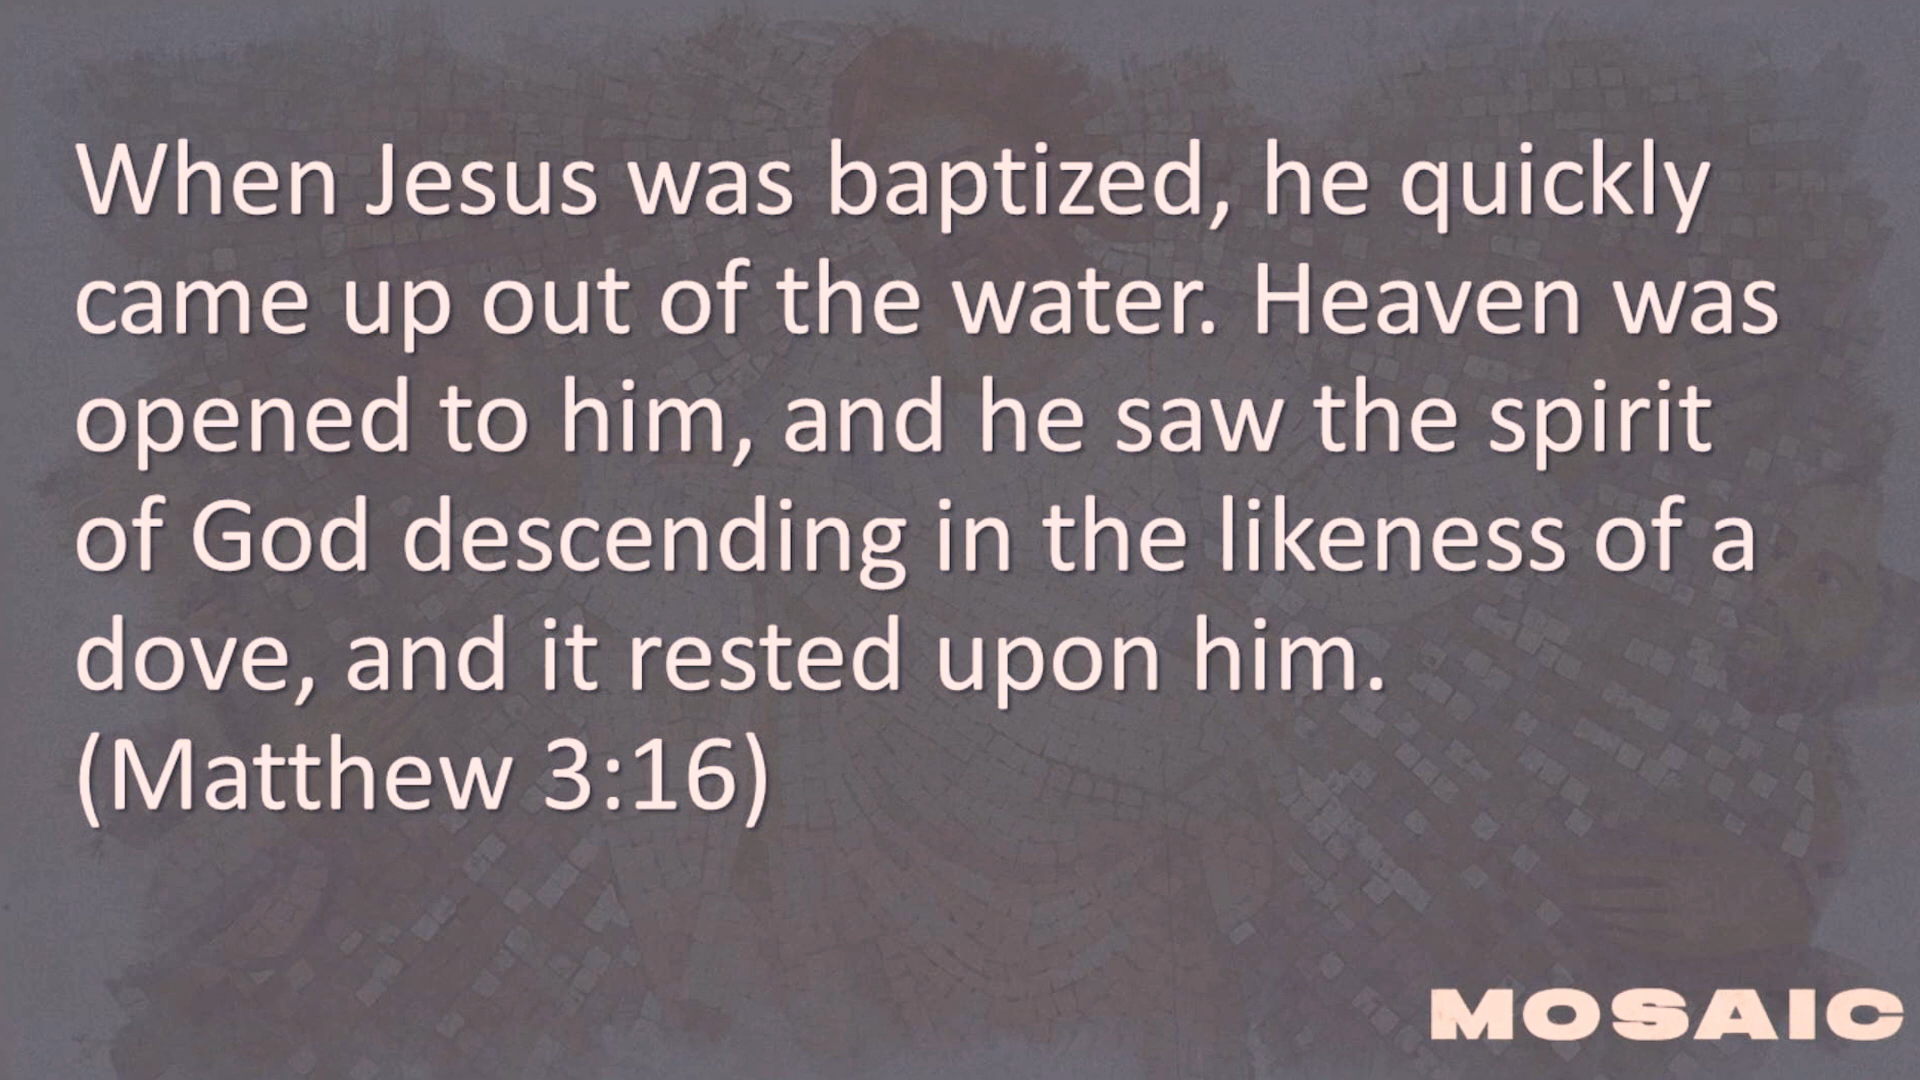 When Jesus was baptized, he quickly
came up out of the water. Heaven was
opened to him, and he saw the spirit
of God descending in the likeness of a
dove, and it rested upon him.
(Matthew 3:16)
MOSAIC